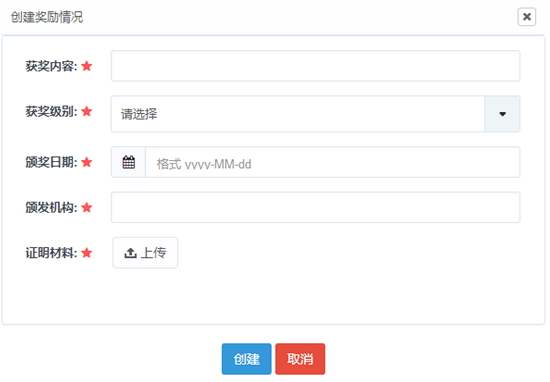 创建奖励情况
获奖内容:
获奖级别: 请选择
颁奖日期: 格式 yyyy-MM-dd
颁发机构:
证明材料: 上传
创建 取消